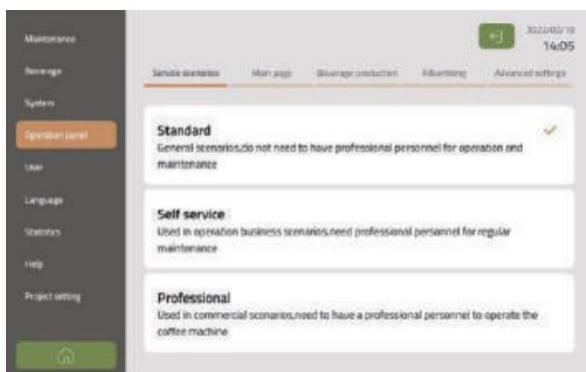 Maintenance
Beverage
System
Operation panel
User
Language
Statistics
Help
Project setting
2022/02/10
14:05
Service scenarios
Main page
Beverage production
Advertising
Advanced settings
Standard
General scenarios,do not need to have professional personnel for operation and
maintenance
Self service
Used in operation business scenarios,need professional personnel for regular
maintenance
Professional
Used in commercial scenarios,need to have a professional personnel to operate the
coffee machine